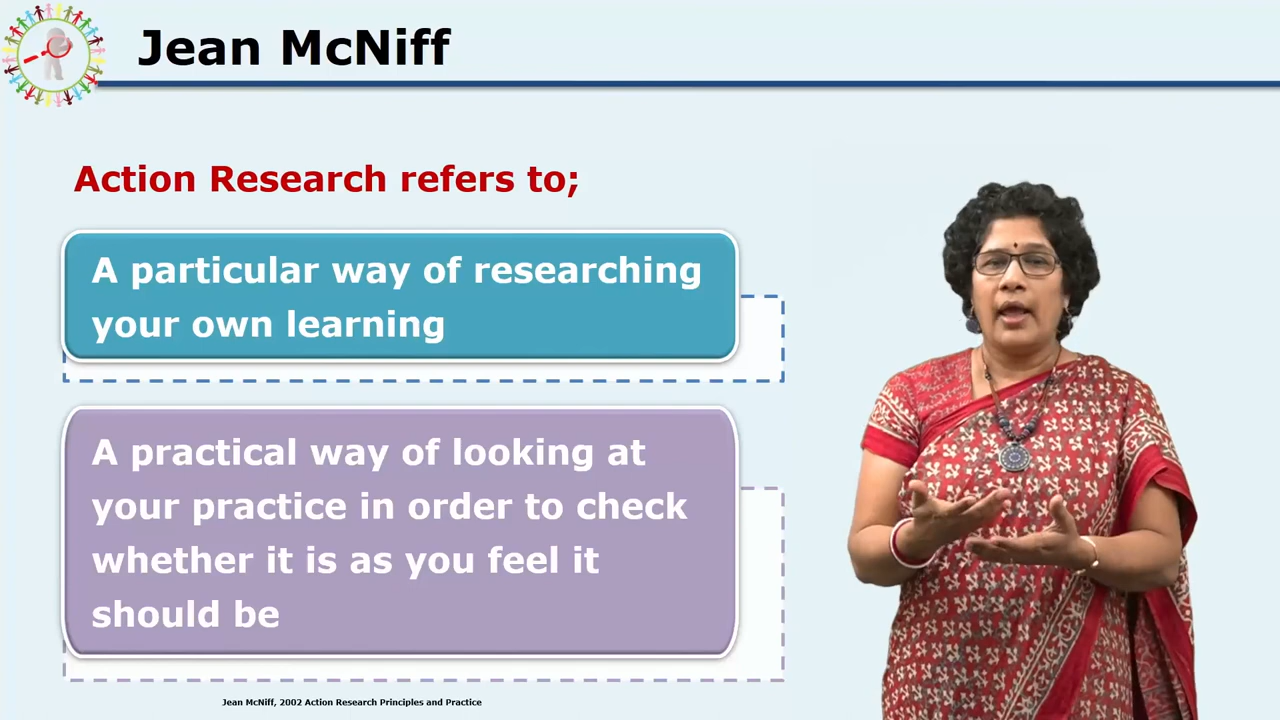 Jean McNiff
Action Research refers to;
A particular way of researching
your own learning
A practical way of looking at
your practice in order to check
whether it is as you feel it
should be
Jean McNiff, 2002 Action Research Principles and Practice